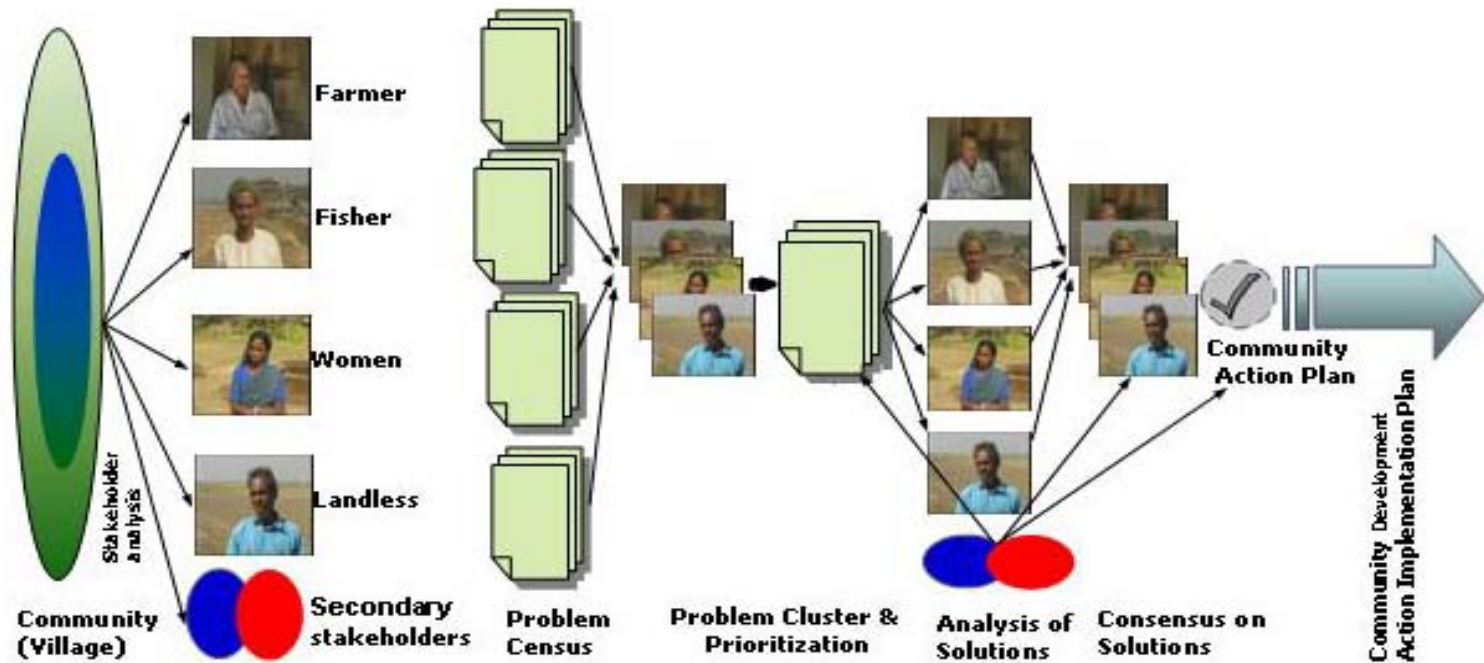 Farmer
Fisher
Women
Landless
Stakeholder
analysis
Community
(Village)
Secondary
stakeholders
Problem
Census
Problem Cluster &
Prioritization
Analysis of
Solutions
Consensus on
Solutions
Community
Action Plan
Community Development
Action Implementation Plan